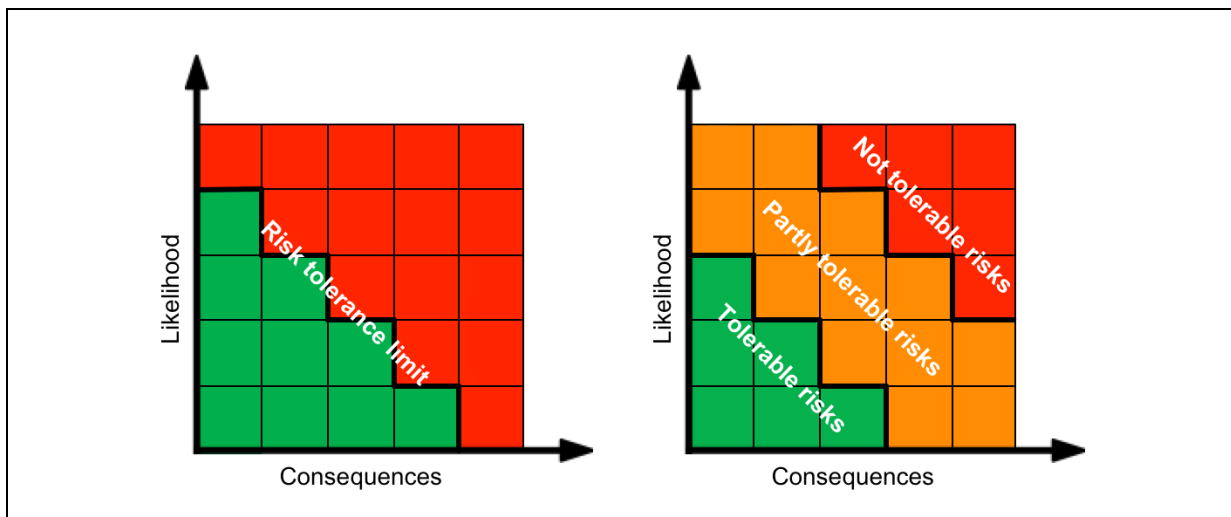 Likelihood
Risk tolerance limit
Consequences
Likelihood
Not tolerable risks
Partly tolerable risks
Tolerable risks
Consequences